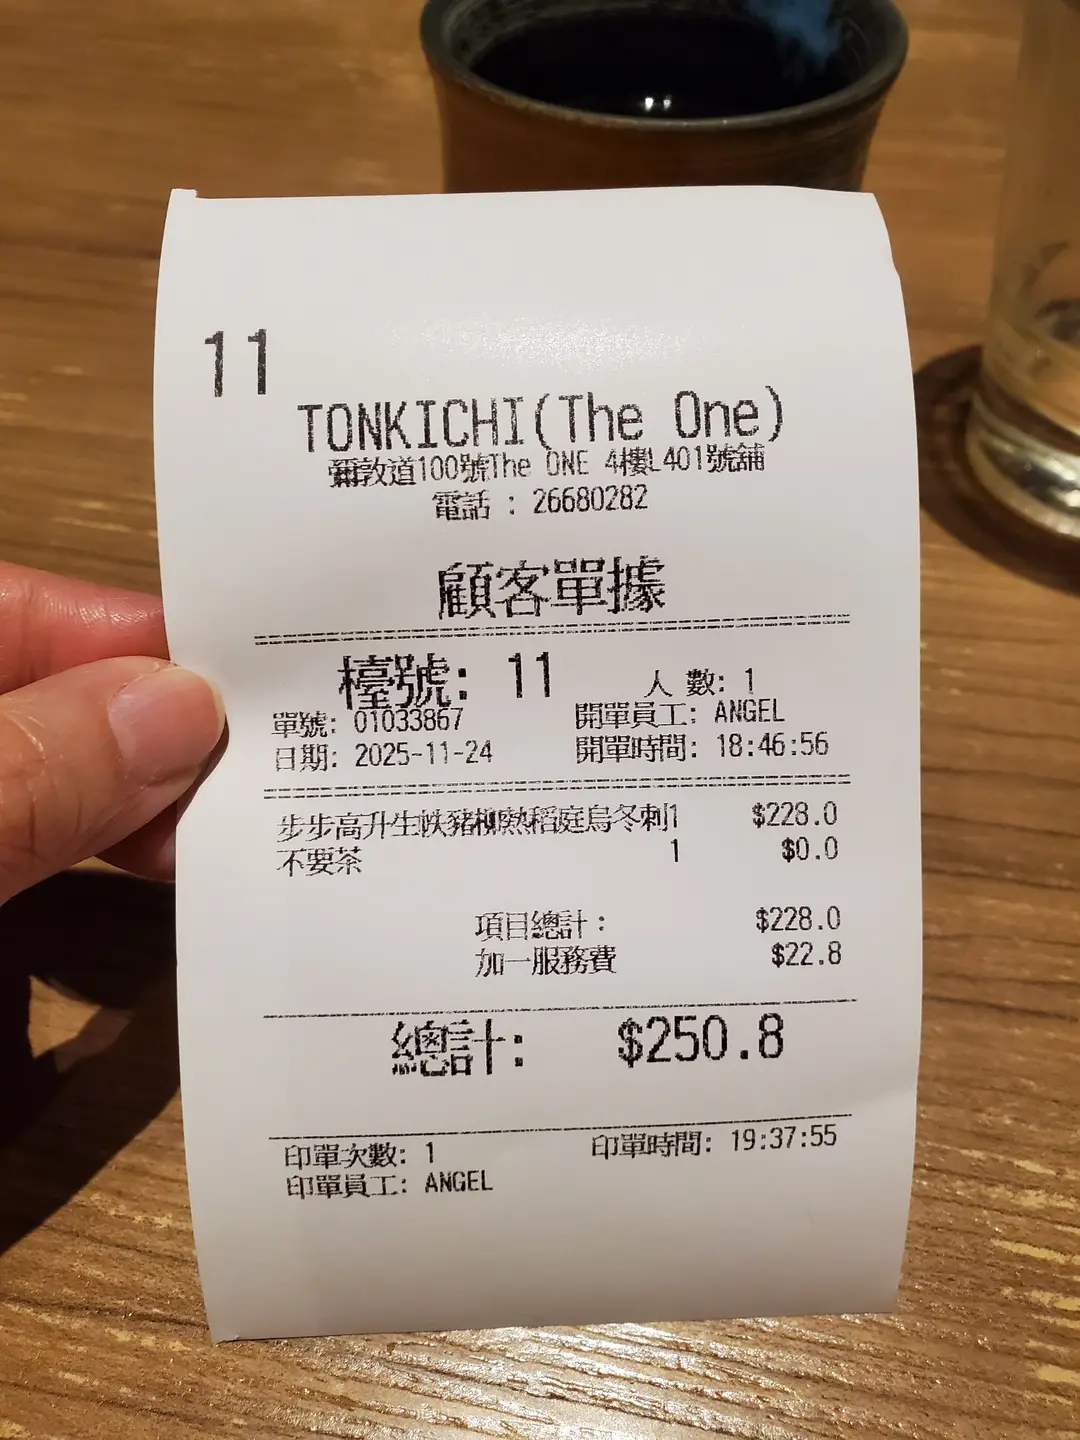 11
TONKICHI(The One)
彌敦道100號The ONE 4樓L401號舖
電話 : 26680282
顧客單據
檯號: 11 人 數: 1
單號: 01033867 開單員工: ANGEL
日期: 2025-11-24 開單時間: 18:46:56
步步高升生帙豬柳熱稻庭烏冬刺1 $228.0
不要茶 1 $0.0
項目總計: $228.0
加一服務費 $22.8
總計: $250.8
印單次數: 1 印單時間: 19:37:55
印單員工: ANGEL